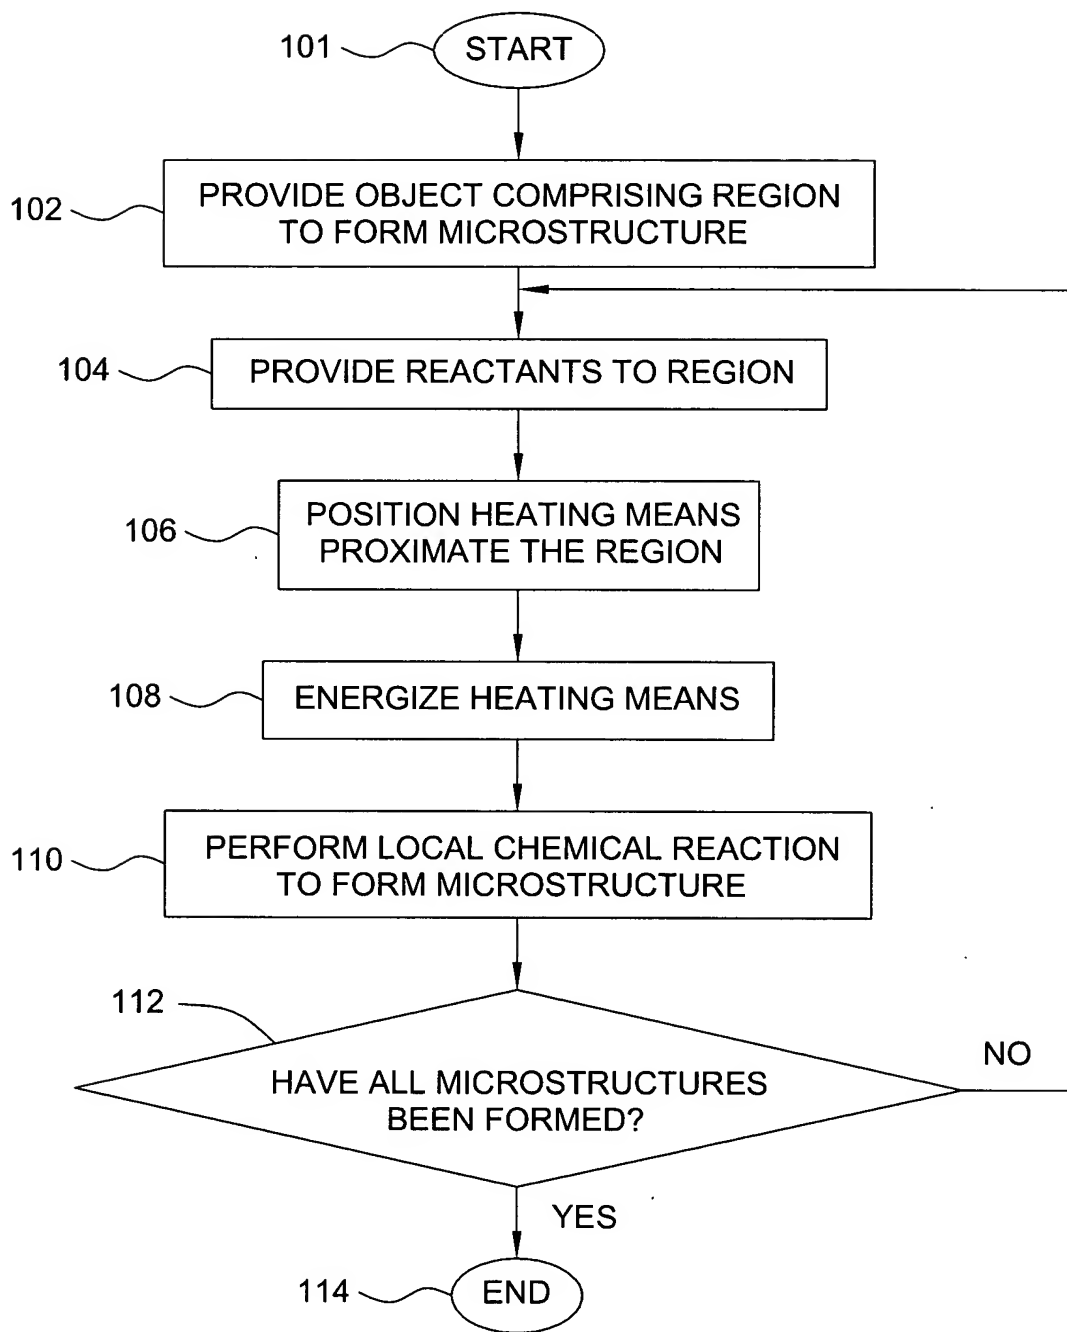 101
START
102
PROVIDE OBJECT COMPRISING REGION
TO FORM MICROSTRUCTURE
104
PROVIDE REACTANTS TO REGION
106
POSITION HEATING MEANS
PROXIMATE THE REGION
108
ENERGIZE HEATING MEANS
110
PERFORM LOCAL CHEMICAL REACTION
TO FORM MICROSTRUCTURE
112
HAVE ALL MICROSTRUCTURES
BEEN FORMED?
NO
YES
114
END